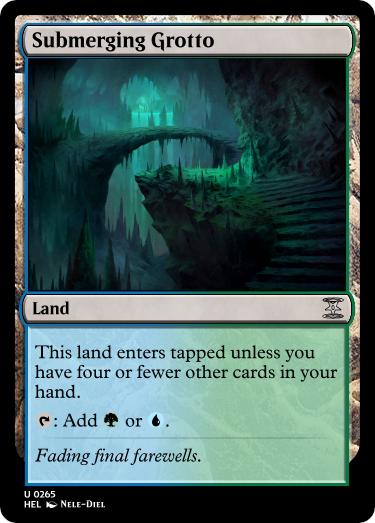 Submerging Grotto
Land
This land enters tapped unless you
have four or fewer other cards in your
hand.
: Add or .
Fading final farewells.
U 0265
HEL Nele-Diel